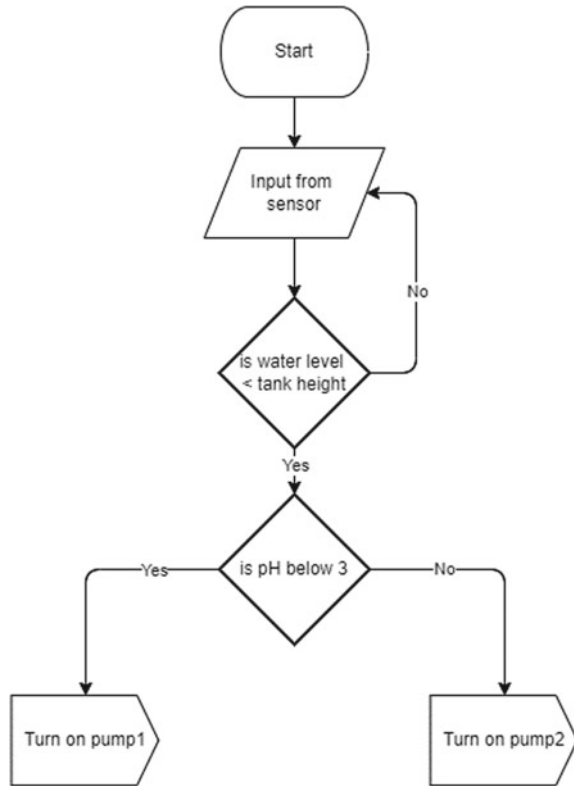 Start
Input from
sensor
No
is water level
< tank height
Yes
is pH below 3
Yes
No
Turn on pump1
Turn on pump2